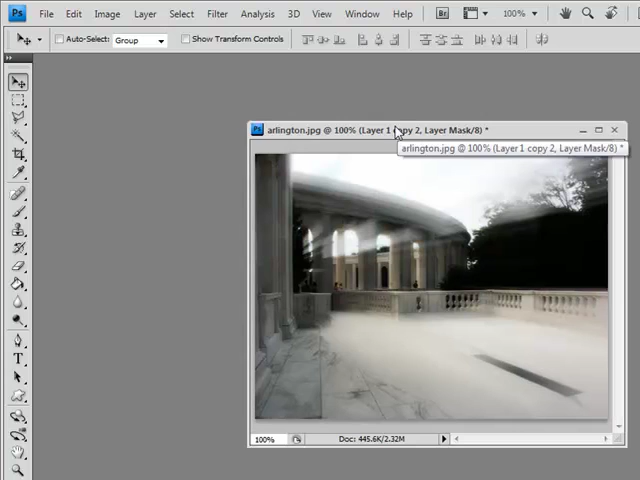 Ps File Edit Image Layer Select Filter Analysis 3D View Window Help Br 100%
Auto-Select: Group Show Transform Controls
Ps arlington.jpg @ 100% (Layer 1 copy 2, Layer Mask/8) *
arlington.jpg @ 100% (Layer 1 copy 2, Layer Mask/8) *
T
100% Doc: 445.6K/2.32M